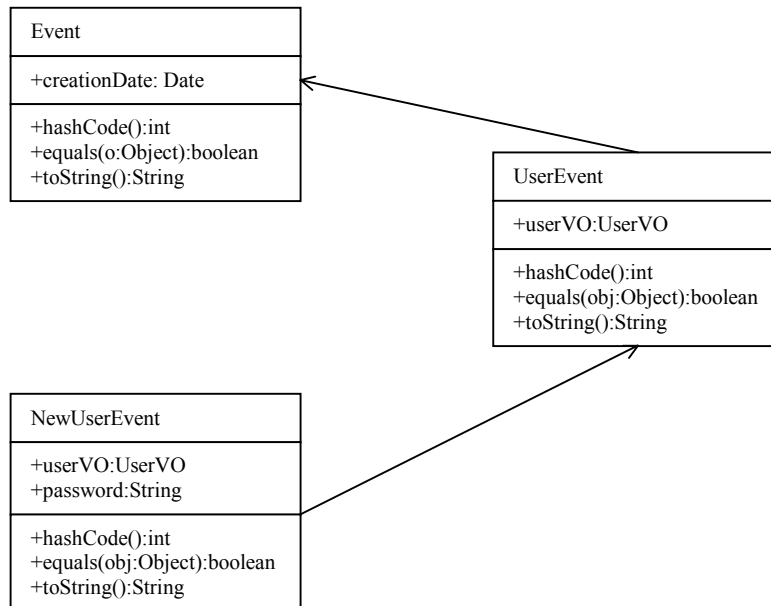 Event
+creationDate: Date
+hashCode():int
+equals(o:Object):boolean
+toString():String
UserEvent
+userVO:UserVO
+hashCode():int
+equals(obj:Object):boolean
+toString():String
NewUserEvent
+userVO:UserVO
+password:String
+hashCode():int
+equals(obj:Object):boolean
+toString():String